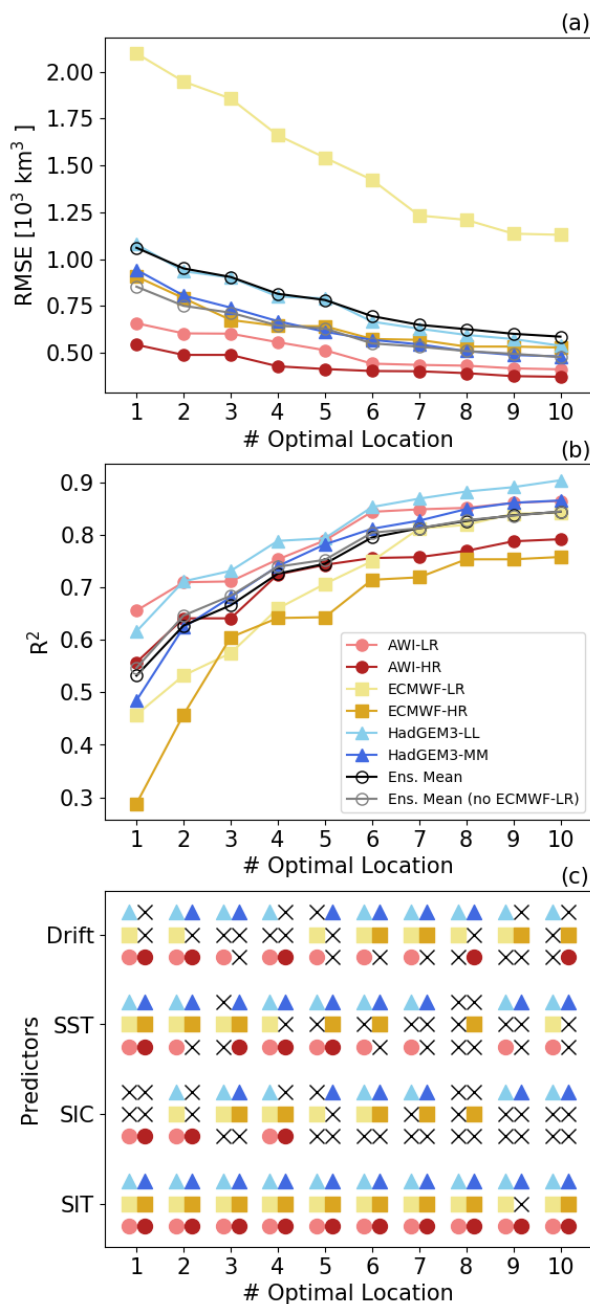 (a)
2.00
1.75
1.50
1.25
1.00
0.75
0.50
RMSE [10³ km³ ]
1 2 3 4 5 6 7 8 9 10
# Optimal Location
(b)
0.9
0.8
0.7
0.6
0.5
0.4
0.3
R²
AWI-LR
AWI-HR
ECMWF-LR
ECMWF-HR
HadGEM3-LL
HadGEM3-MM
Ens. Mean
Ens. Mean (no ECMWF-LR)
1 2 3 4 5 6 7 8 9 10
# Optimal Location
(c)
Drift
SST
SIC
SIT
Predictors
1 2 3 4 5 6 7 8 9 10
# Optimal Location